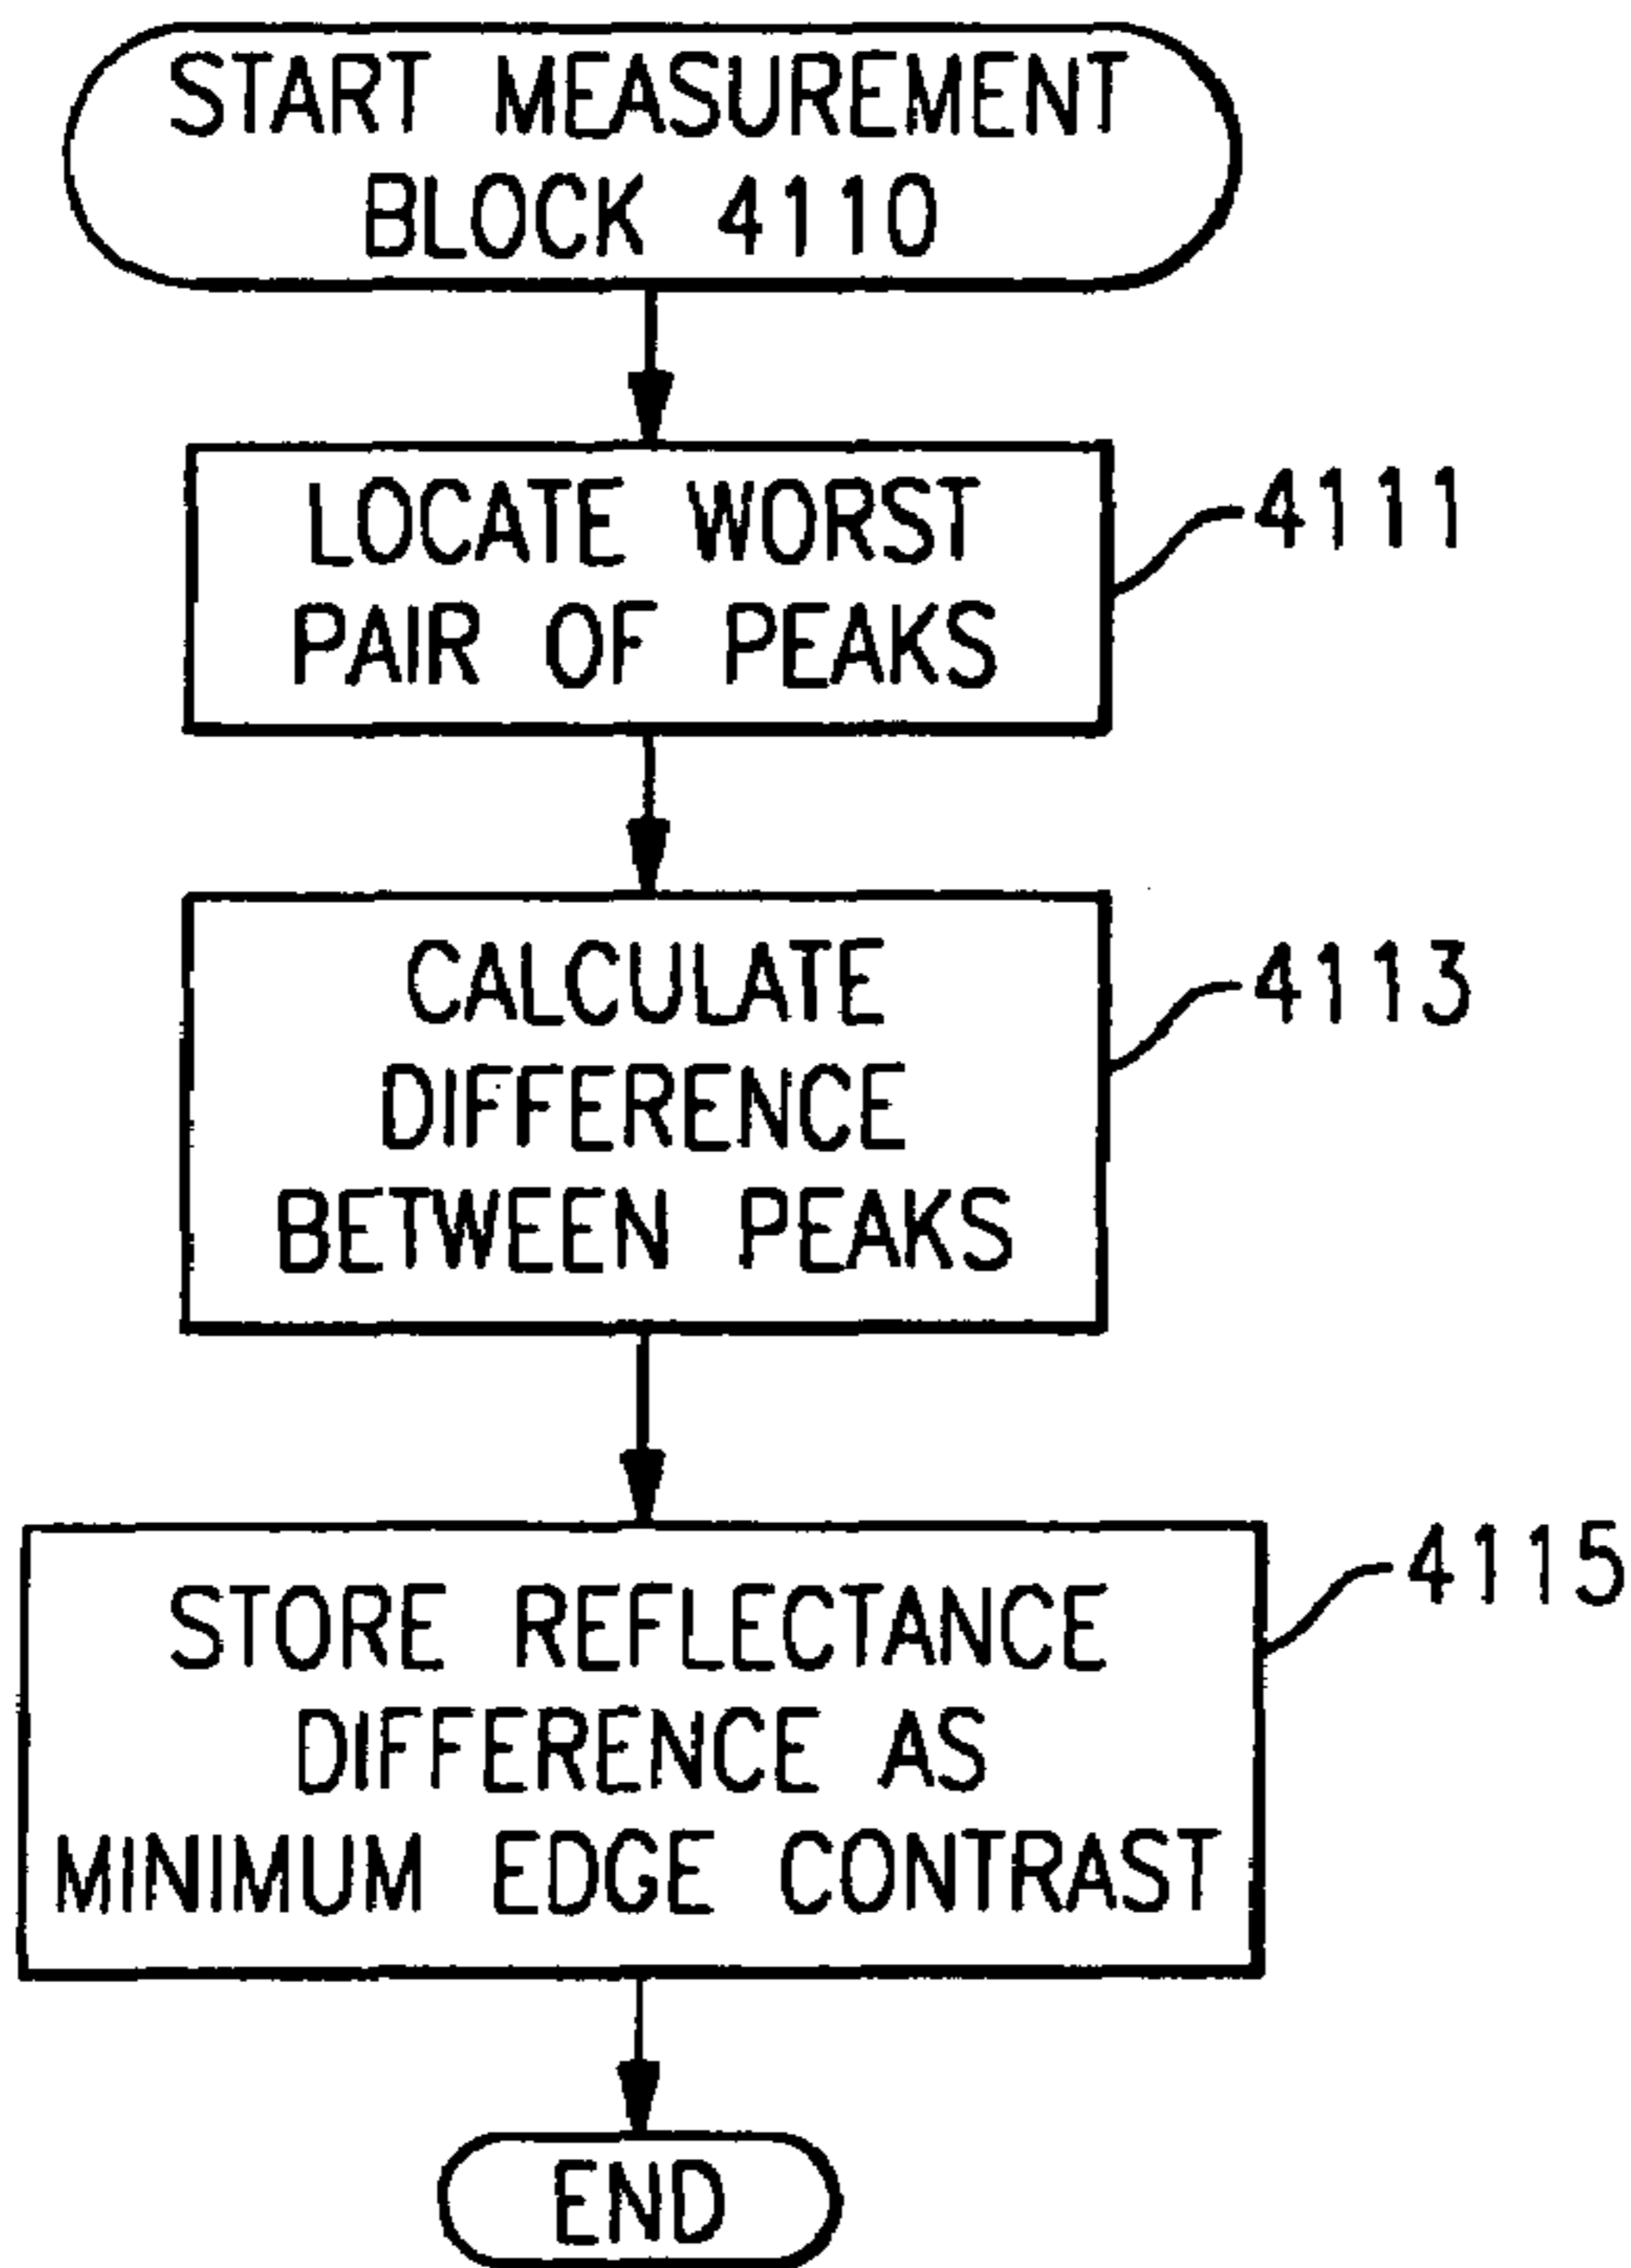 START MEASUREMENT
BLOCK 4110
LOCATE WORST
PAIR OF PEAKS
4111
CALCULATE
DIFFERENCE
BETWEEN PEAKS
4113
STORE REFLECTANCE
DIFFERENCE AS
MINIMUM EDGE CONTRAST
4115
END